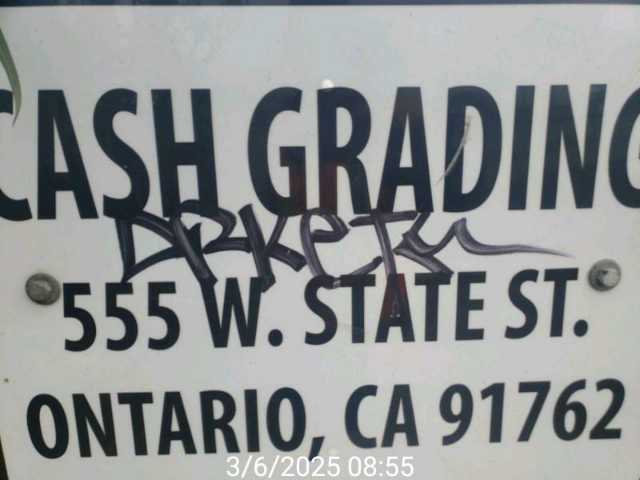 CASH GRADING
555 W. STATE ST.
ONTARIO, CA 91762
3/6/2025 08:55